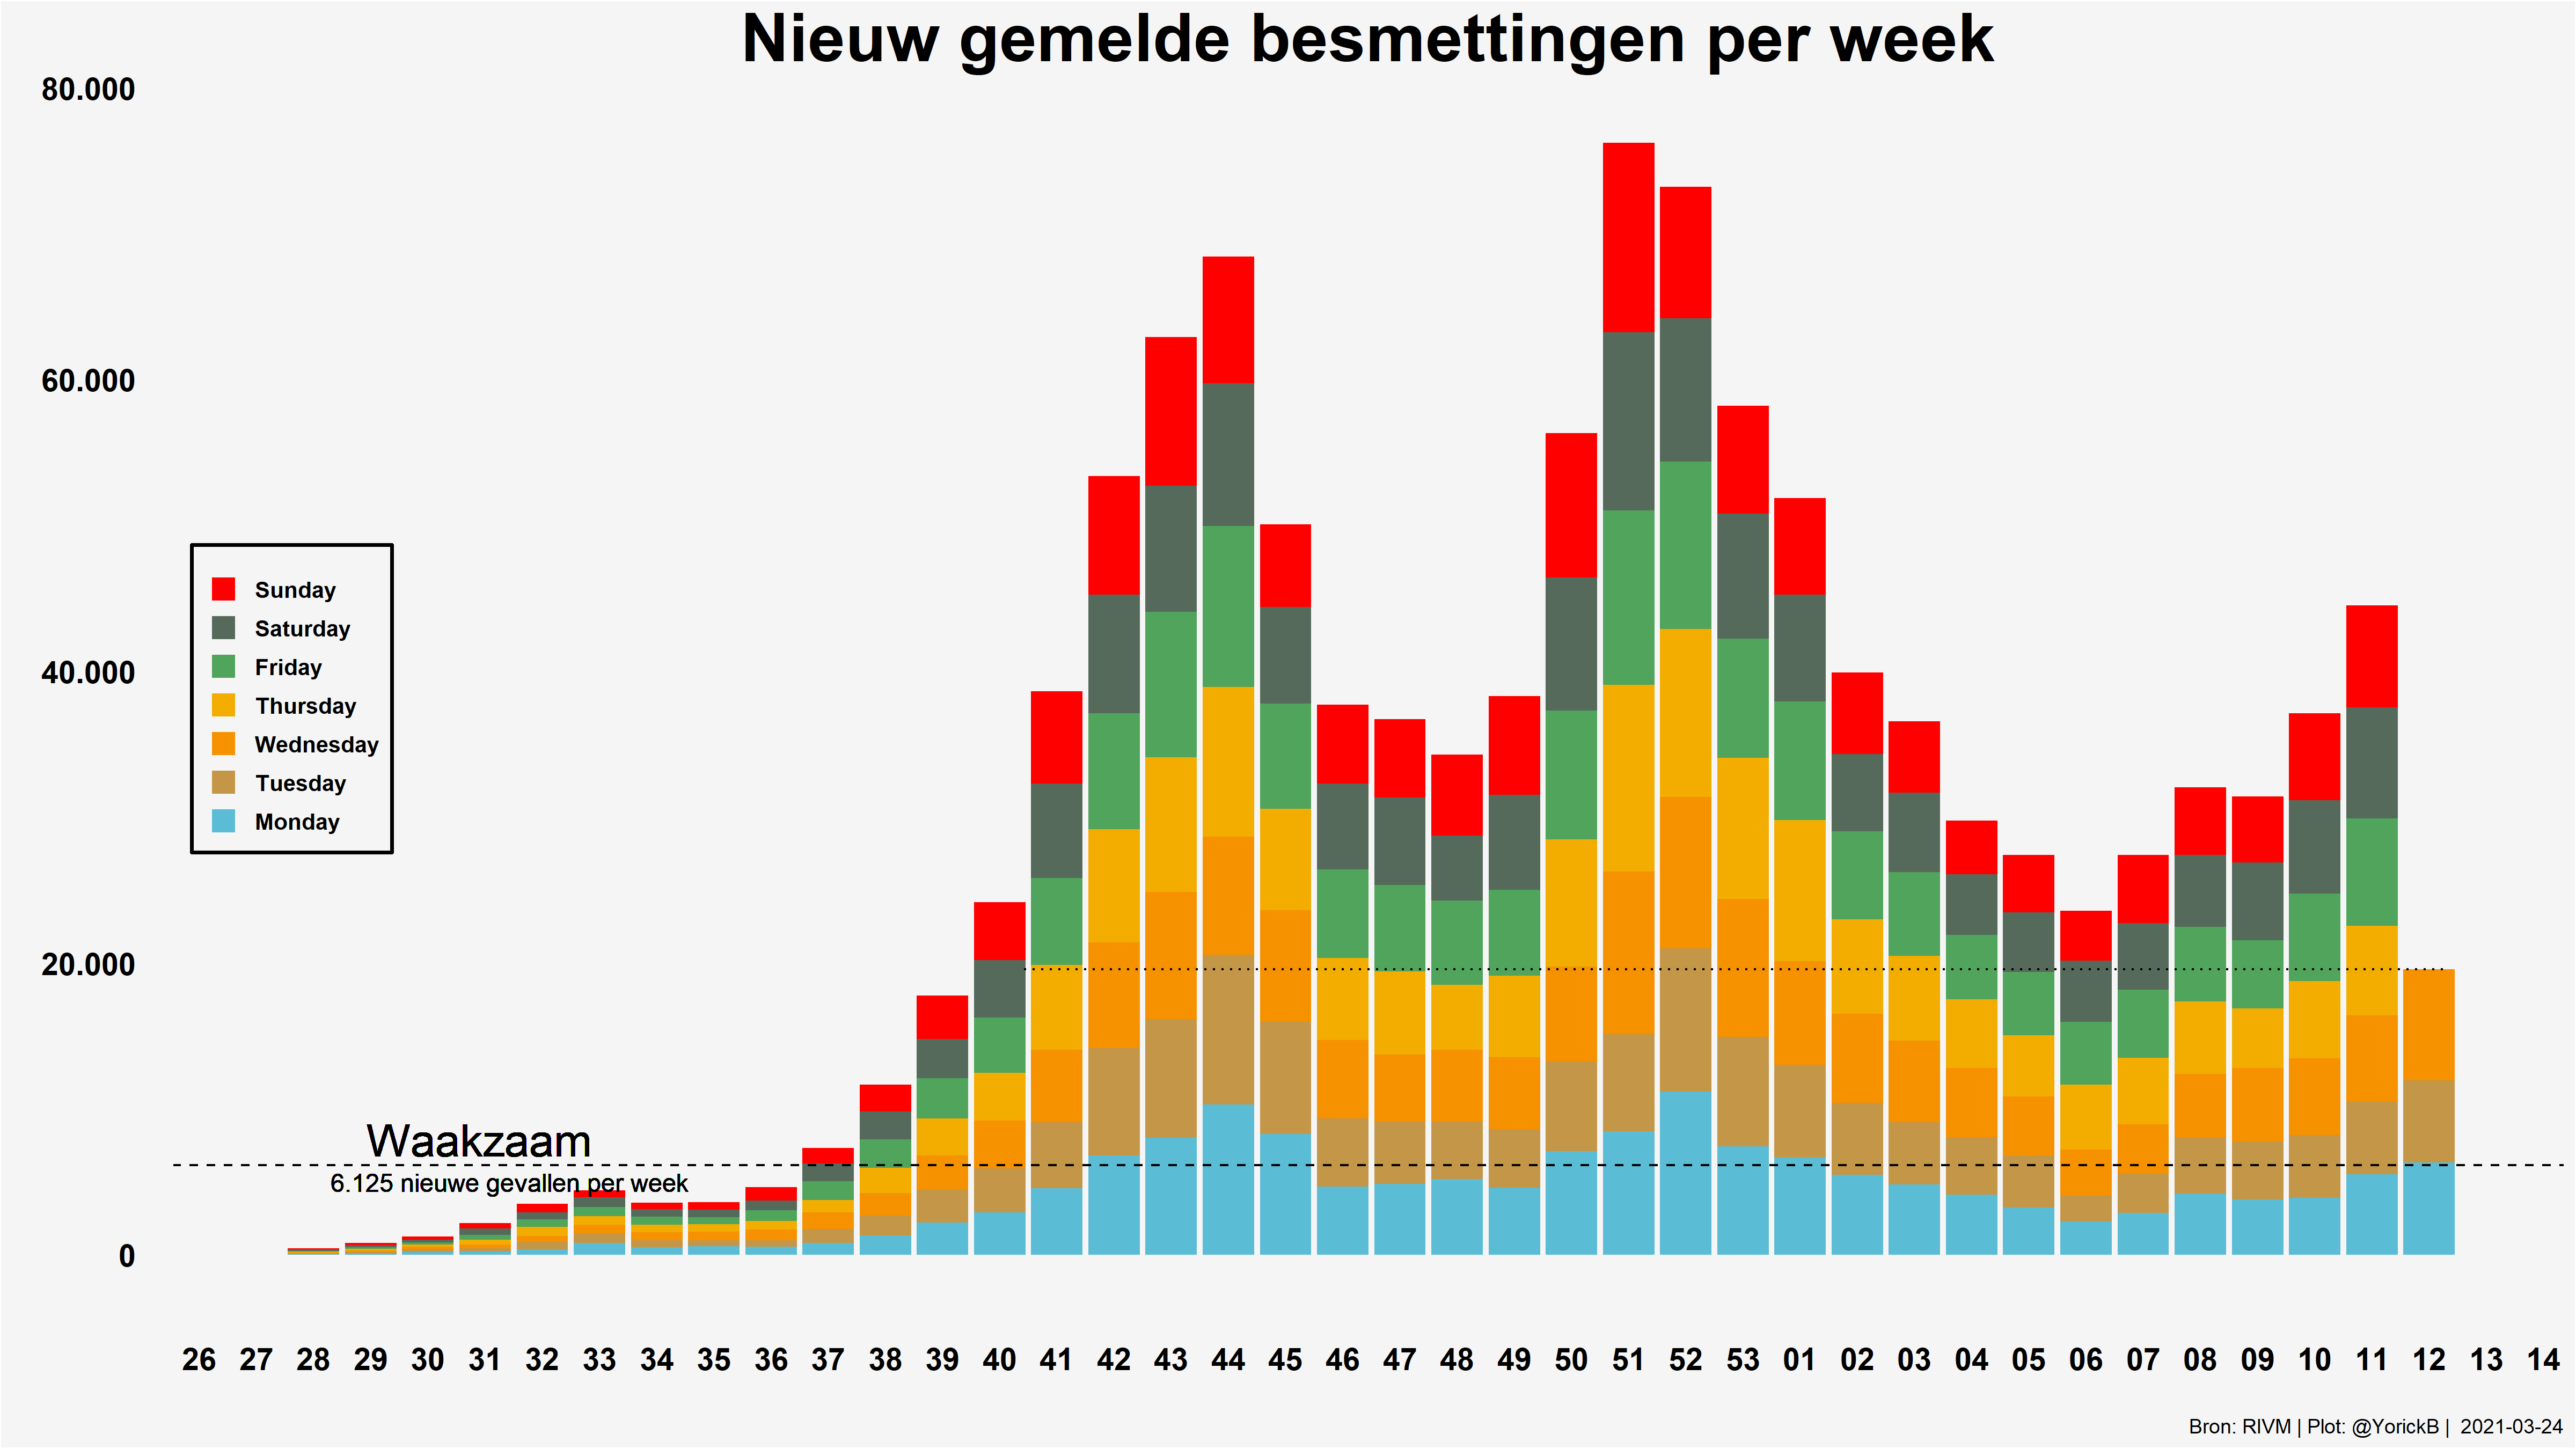 Nieuw gemelde besmettingen per week
80.000
60.000
40.000
20.000
0
Sunday
Saturday
Friday
Thursday
Wednesday
Tuesday
Monday
Waakzaam
6.125 nieuwe gevallen per week
26 27 28 29 30 31 32 33 34 35 36 37 38 39 40 41 42 43 44 45 46 47 48 49 50 51 52 53 01 02 03 04 05 06 07 08 09 10 11 12 13 14
Bron: RIVM | Plot: @YorickB | 2021-03-24